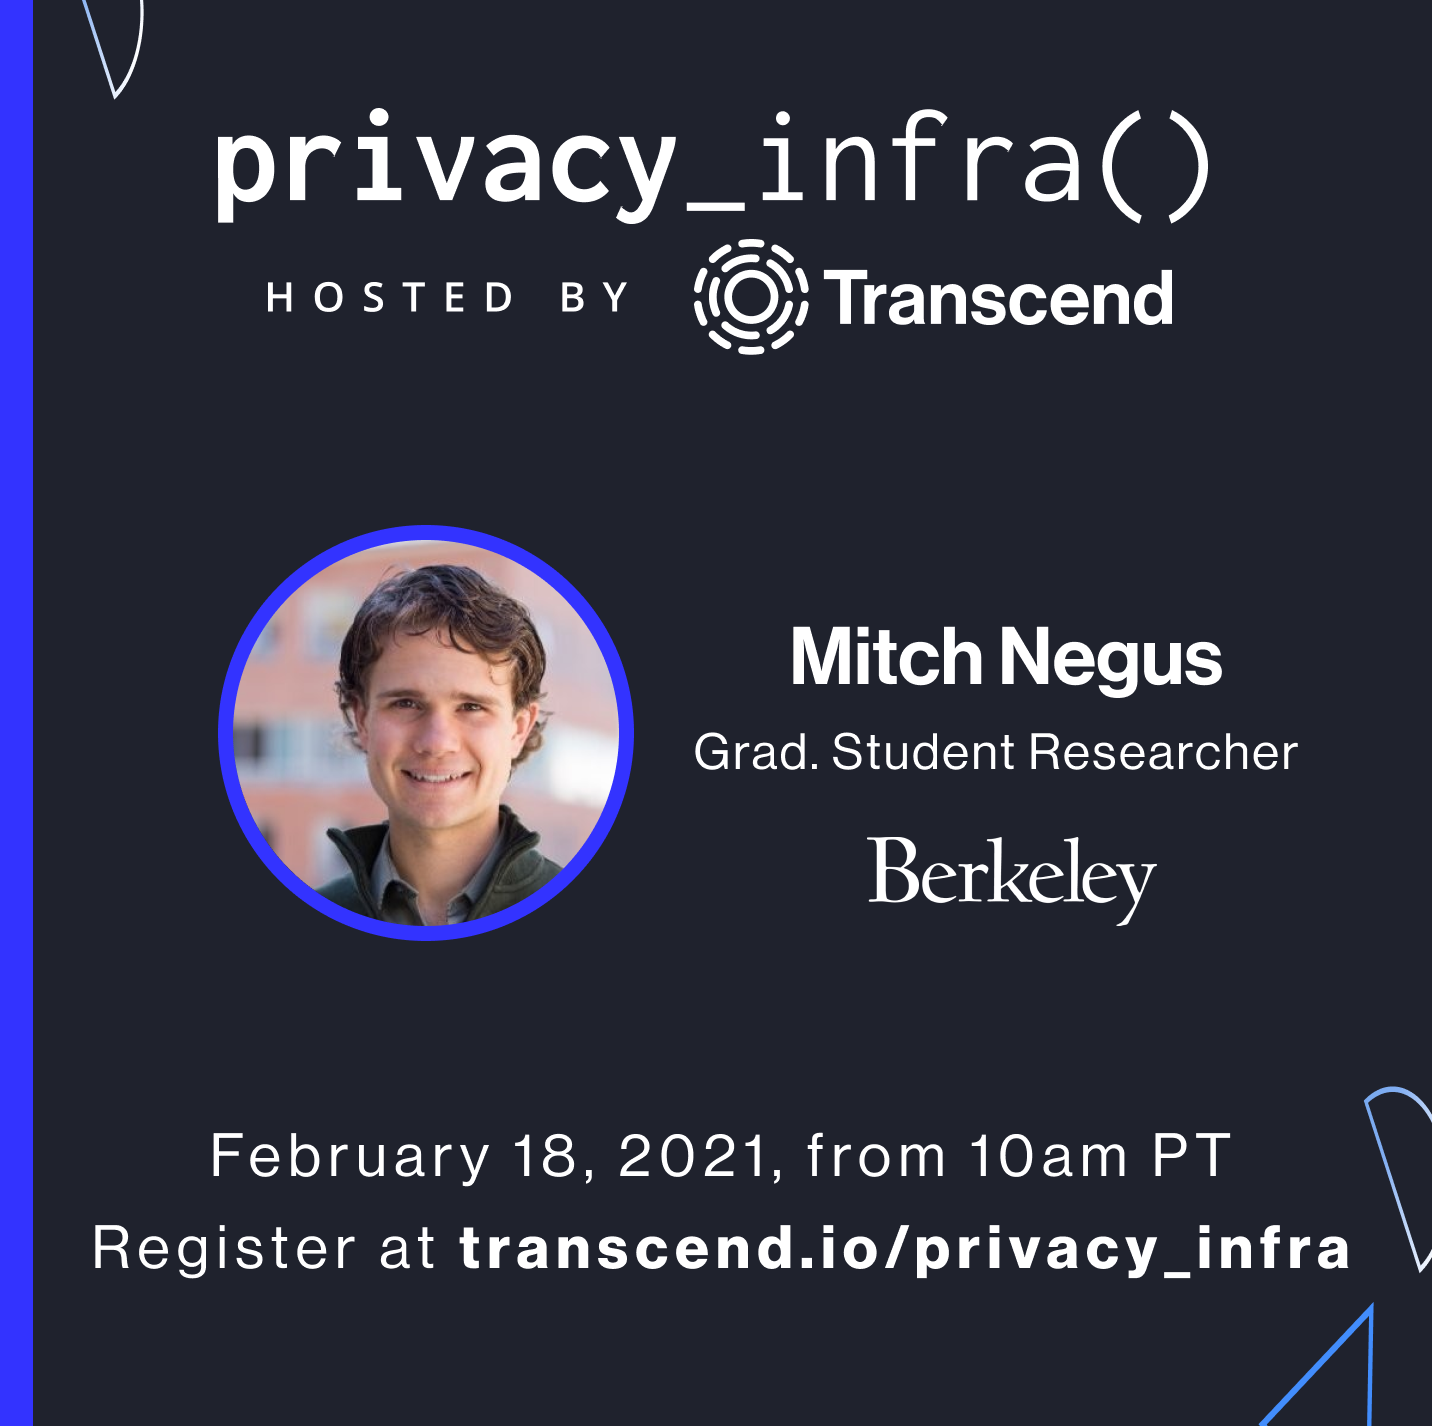 privacy_infra()
HOSTED BY Transcend
Mitch Negus
Grad. Student Researcher
Berkeley
February 18, 2021, from 10am PT
Register at transcend.io/privacy_infra